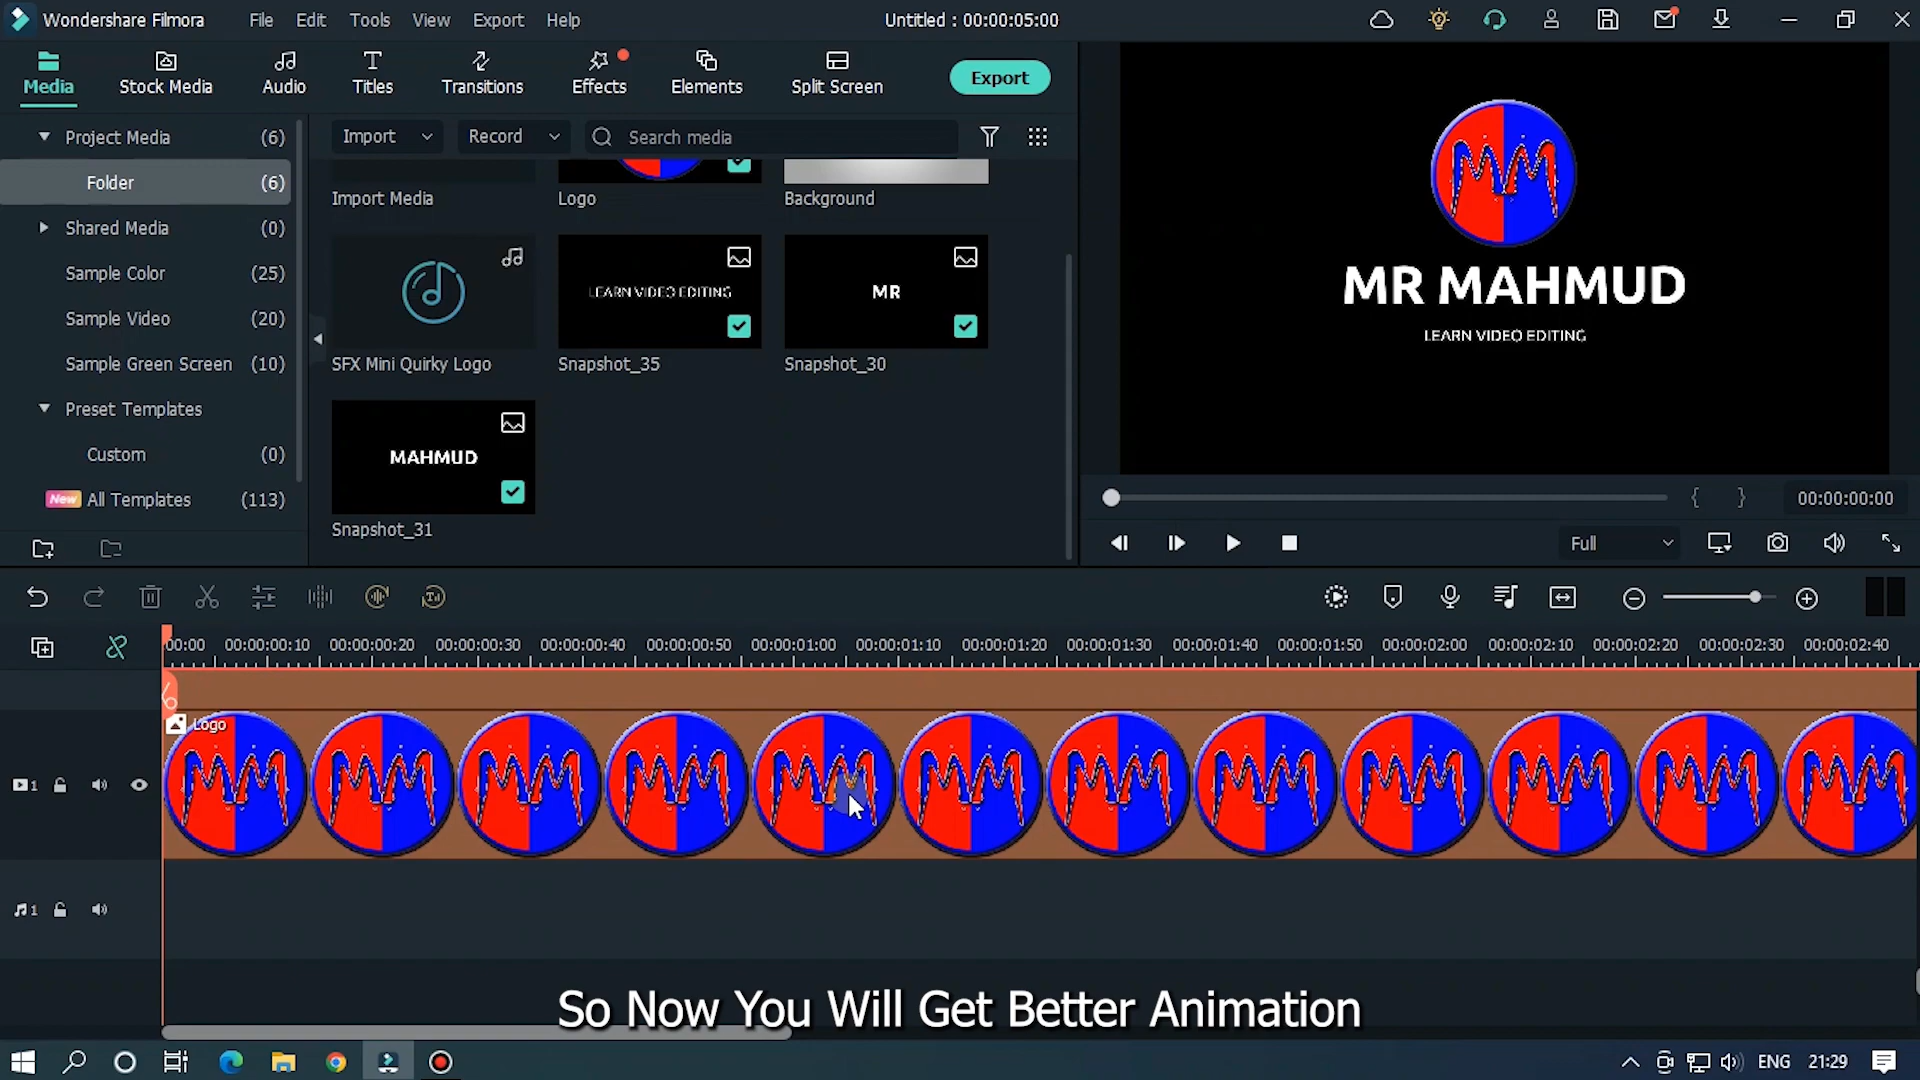 Wondershare Filmora File Edit Tools View Export Help Untitled : 00:00:05:00
Media Stock Media Audio Titles Transitions Effects Elements Split Screen Export
Project Media (6)
Folder (6)
Shared Media (0)
Sample Color (25)
Sample Video (20)
Sample Green Screen (10)
Preset Templates
Custom (0)
New All Templates (113)
Import Record Search media
Import Media Logo Background
LEARN VIDEO EDITING MR
SFX Mini Quirky Logo Snapshot_35 Snapshot_30
MAHMUD
Snapshot_31
MR MAHMUD
LEARN VIDEO EDITING
{ } 00:00:00:00
Full
00:00 00:00:00:10 00:00:00:20 00:00:00:30 00:00:00:40 00:00:00:50 00:00:01:00 00:00:01:10 00:00:01:20 00:00:01:30 00:00:01:40 00:00:01:50 00:00:02:00 00:00:02:10 00:00:02:20 00:00:02:30 00:00:02:40
Logo
1
1
So Now You Will Get Better Animation
ENG 21:29